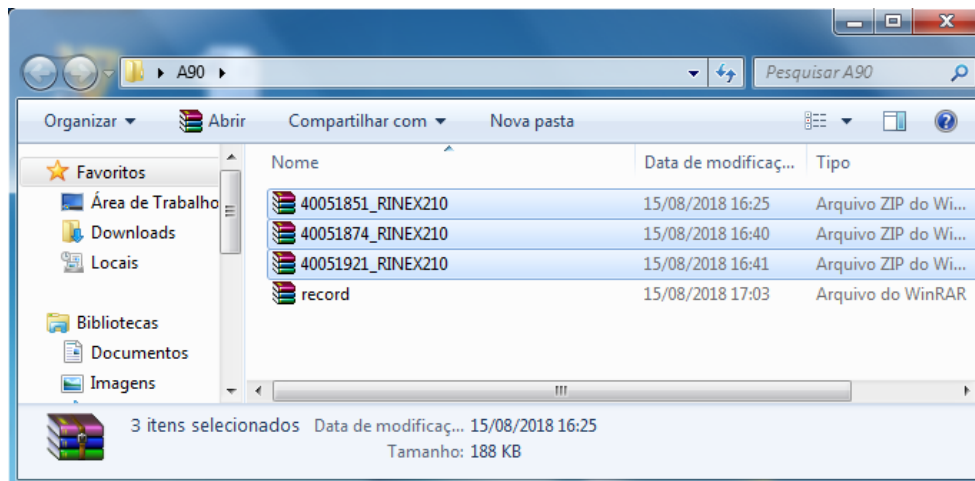 A90
Pesquisar A90
Organizar Abrir Compartilhar com Nova pasta
Favoritos
Área de Trabalho
Downloads
Locais
Bibliotecas
Documentos
Imagens
Nome Data de modificaç... Tipo
40051851_RINEX210 15/08/2018 16:25 Arquivo ZIP do Wi...
40051874_RINEX210 15/08/2018 16:40 Arquivo ZIP do Wi...
40051921_RINEX210 15/08/2018 16:41 Arquivo ZIP do Wi...
record 15/08/2018 17:03 Arquivo do WinRAR
3 itens selecionados Data de modificaç... 15/08/2018 16:25
Tamanho: 188 KB